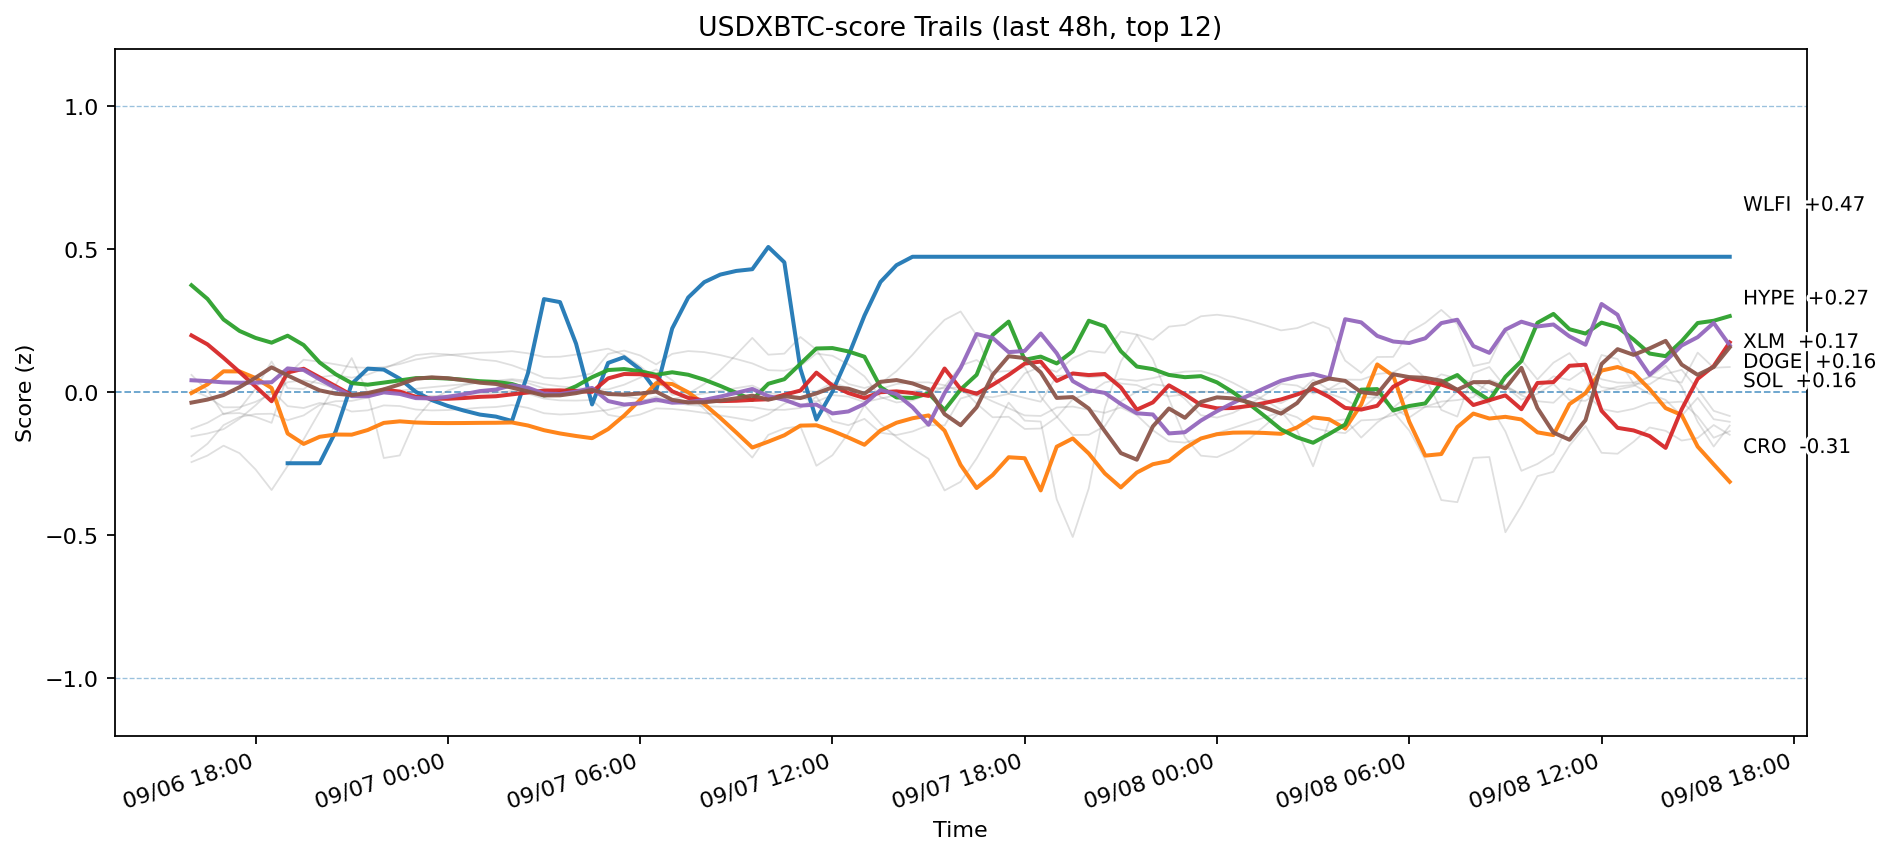 USDXBTC-score Trails (last 48h, top 12)
Score (z)
1.0
0.5
0.0
−0.5
−1.0
WLFI +0.47
HYPE +0.27
XLM +0.17
DOGE +0.16
SOL +0.16
CRO -0.31
09/06 18:00
09/07 00:00
09/07 06:00
09/07 12:00
09/07 18:00
09/08 00:00
09/08 06:00
09/08 12:00
09/08 18:00
Time